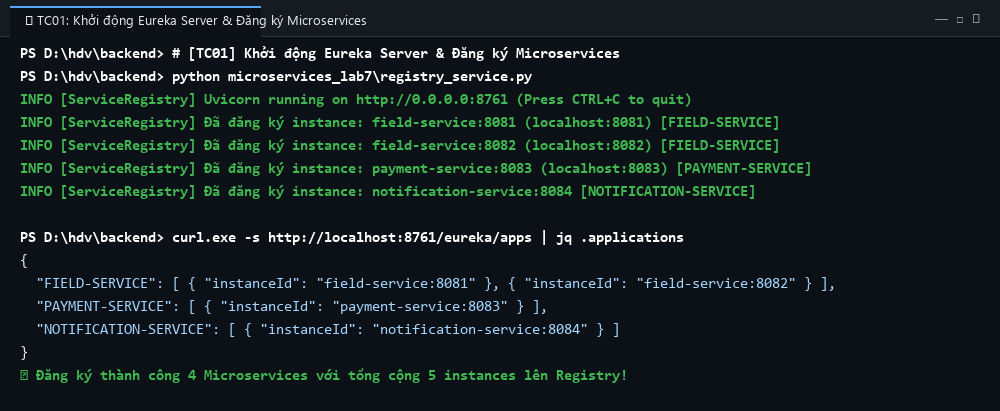 TC01: Khởi động Eureka Server & Đăng ký Microservices
PS D:\hdv\backend> # [TC01] Khởi động Eureka Server & Đăng ký Microservices
PS D:\hdv\backend> python microservices_lab7\registry_service.py
INFO [ServiceRegistry] Uvicorn running on http://0.0.0.0:8761 (Press CTRL+C to quit)
INFO [ServiceRegistry] Đã đăng ký instance: field-service:8081 (localhost:8081) [FIELD-SERVICE]
INFO [ServiceRegistry] Đã đăng ký instance: field-service:8082 (localhost:8082) [FIELD-SERVICE]
INFO [ServiceRegistry] Đã đăng ký instance: payment-service:8083 (localhost:8083) [PAYMENT-SERVICE]
INFO [ServiceRegistry] Đã đăng ký instance: notification-service:8084 [NOTIFICATION-SERVICE]
PS D:\hdv\backend> curl.exe -s http://localhost:8761/eureka/apps | jq .applications
{
  "FIELD-SERVICE": [ { "instanceId": "field-service:8081" }, { "instanceId": "field-service:8082" } ],
  "PAYMENT-SERVICE": [ { "instanceId": "payment-service:8083" } ],
  "NOTIFICATION-SERVICE": [ { "instanceId": "notification-service:8084" } ]
}
Đăng ký thành công 4 Microservices với tổng cộng 5 instances lên Registry!